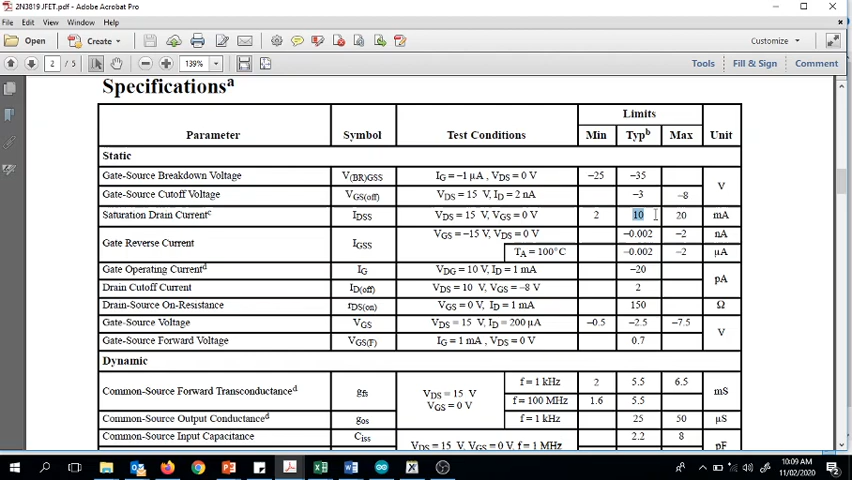 2N3819 JFET.pdf - Adobe Acrobat Pro
File Edit View Window Help
Open Create Customize
2 / 5 139% Tools Fill & Sign Comment
Specificationsa
Limits
Parameter Symbol Test Conditions Min Typb Max Unit
Static
Gate-Source Breakdown Voltage V(BR)GSS IG = –1 µA , VDS = 0 V –25 –35 V
Gate-Source Cutoff Voltage VGS(off) VDS = 15 V, ID = 2 nA –3 –8
Saturation Drain Currentc IDSS VDS = 15 V, VGS = 0 V 2 10 20 mA
Gate Reverse Current IGSS VGS = –15 V, VDS = 0 V –0.002 –2 nA
TA = 100°C –0.002 –2 µA
Gate Operating Currentd IG VDG = 10 V, ID = 1 mA –20 pA
Drain Cutoff Current ID(off) VDS = 10 V, VGS = –8 V 2
Drain-Source On-Resistance rDS(on) VGS = 0 V, ID = 1 mA 150 Ω
Gate-Source Voltage VGS VDS = 15 V, ID = 200 µA –0.5 –2.5 –7.5 V
Gate-Source Forward Voltage VGS(F) IG = 1 mA , VDS = 0 V 0.7
Dynamic
Common-Source Forward Transconductanced gfs VDS = 15 V VGS = 0 V f = 1 kHz 2 5.5 6.5 mS
f = 100 MHz 1.6 5.5
Common-Source Output Conductanced gos f = 1 kHz 25 50 µS
Common-Source Input Capacitance Ciss VDS = 15 V, VGS = 0 V, f = 1 MHz 2.2 8 pF
10:09 AM
11/02/2020
2